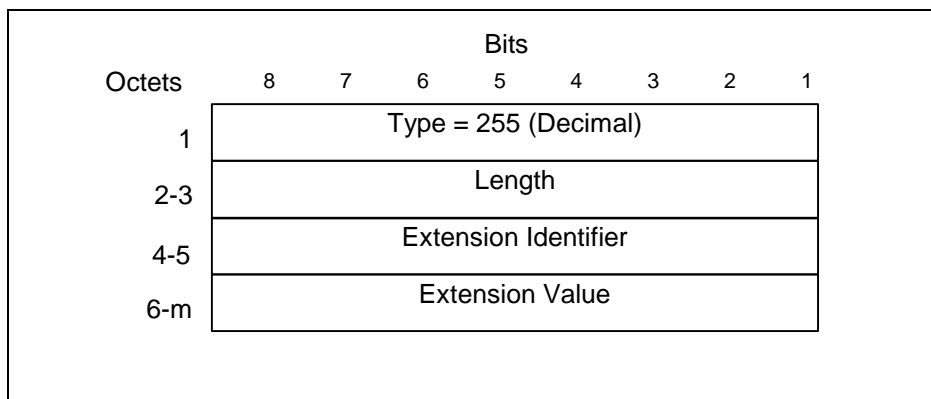 Bits
Octets 8 7 6 5 4 3 2 1
1 Type = 255 (Decimal)
2-3 Length
4-5 Extension Identifier
6-m Extension Value